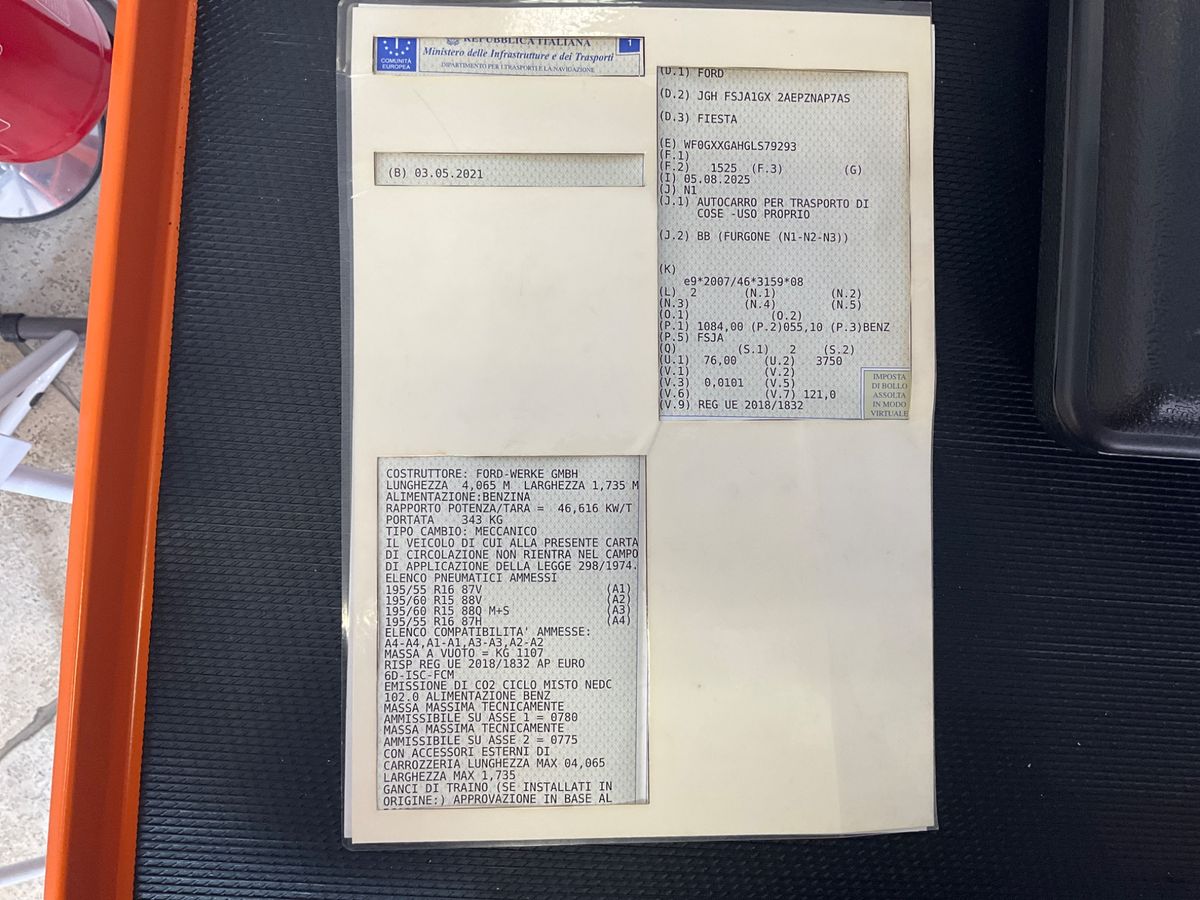 COMUNITÀ
EUROPEA
REPUBBLICA ITALIANA
1
Ministero delle Infrastrutture e dei Trasporti
DIPARTIMENTO PER I TRASPORTI E LA NAVIGAZIONE
(B) 03.05.2021
(D.1) FORD
(D.2) JGH FSJA1GX 2AEPZNAP7AS
(D.3) FIESTA
(E) WF0GXXGAHGLS79293
(F.1)
(F.2) 1525 (F.3) (G)
(I) 05.08.2025
(J) N1
(J.1) AUTOCARRO PER TRASPORTO DI
COSE -USO PROPRIO
(J.2) BB (FURGONE (N1-N2-N3))
(K)
e9*2007/46*3159*08
(L) 2 (N.1) (N.2)
(N.3) (N.4) (N.5)
(O.1) (O.2)
(P.1) 1084,00 (P.2)055,10 (P.3)BENZ
(P.5) FSJA
(Q) (S.1) 2 (S.2)
(U.1) 76,00 (U.2) 3750
(V.1) (V.2)
(V.3) 0,0101 (V.5)
(V.6) (V.7) 121,0
(V.9) REG UE 2018/1832
IMPOSTA
DI BOLLO
ASSOLTA
IN MODO
VIRTUALE
COSTRUTTORE: FORD-WERKE GMBH
LUNGHEZZA 4,065 M LARGHEZZA 1,735 M
ALIMENTAZIONE:BENZINA
RAPPORTO POTENZA/TARA = 46,616 KW/T
PORTATA 343 KG
TIPO CAMBIO: MECCANICO
IL VEICOLO DI CUI ALLA PRESENTE CARTA
DI CIRCOLAZIONE NON RIENTRA NEL CAMPO
DI APPLICAZIONE DELLA LEGGE 298/1974.
ELENCO PNEUMATICI AMMESSI
195/55 R16 87V (A1)
195/60 R15 88V (A2)
195/60 R15 88Q M+S (A3)
195/55 R16 87H (A4)
ELENCO COMPATIBILITA' AMMESSE:
A4-A4,A1-A1,A3-A3,A2-A2
MASSA A VUOTO = KG 1107
RISP REG UE 2018/1832 AP EURO
6D-ISC-FCM
EMISSIONE DI CO2 CICLO MISTO NEDC
102.0 ALIMENTAZIONE BENZ
MASSA MASSIMA TECNICAMENTE
AMMISSIBILE SU ASSE 1 = 0780
MASSA MASSIMA TECNICAMENTE
AMMISSIBILE SU ASSE 2 = 0775
CON ACCESSORI ESTERNI DI
CARROZZERIA LUNGHEZZA MAX 04,065
LARGHEZZA MAX 1,735
GANCI DI TRAINO (SE INSTALLATI IN
ORIGINE:) APPROVAZIONE IN BASE AL